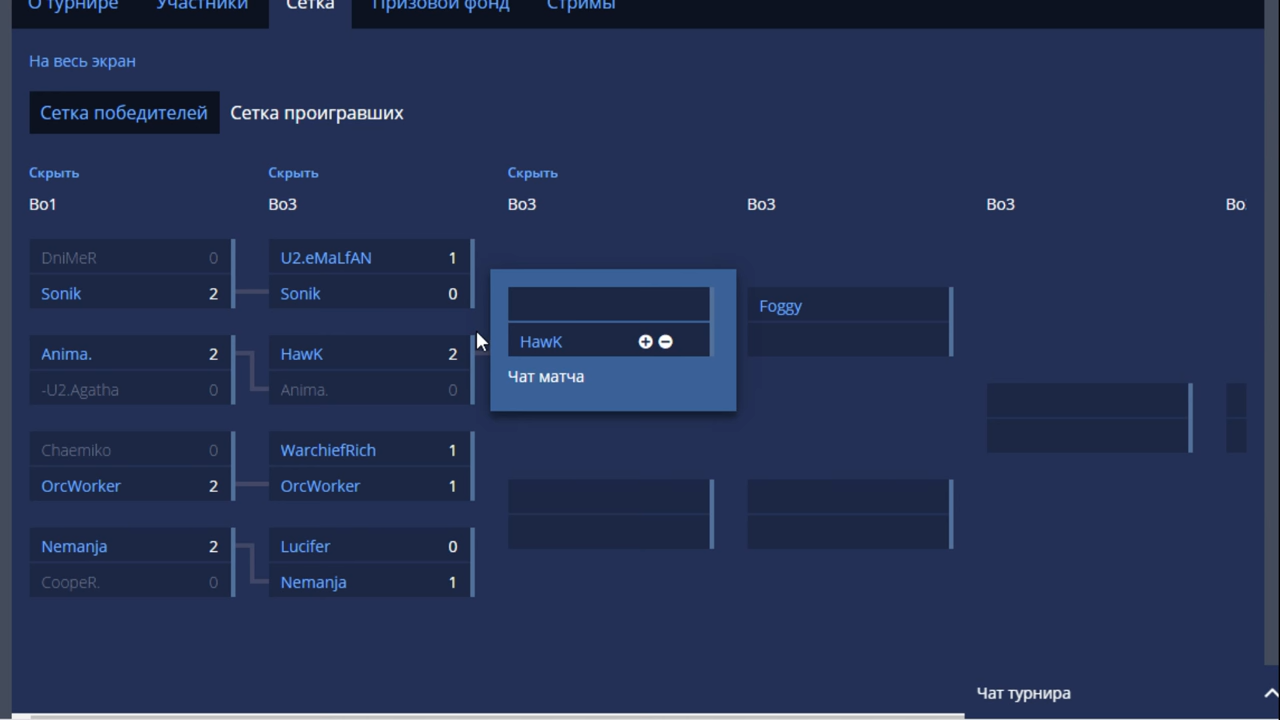 О турнире Участники Сетка Призовой фонд Стримы
На весь экран
Сетка победителей Сетка проигравших
Скрыть Скрыть Скрыть
Bo1 Bo3 Bo3 Bo3 Bo3 Bo
DniMeR 0
Sonik 2
Anima. 2
-U2.Agatha 0
Chaemiko 0
OrcWorker 2
Nemanja 2
CoopeR. 0
U2.eMaLfAN 1
Sonik 0
HawK 2
Anima. 0
WarchiefRich 1
OrcWorker 1
Lucifer 0
Nemanja 1
HawK
Чат матча
Foggy
Чат турнира